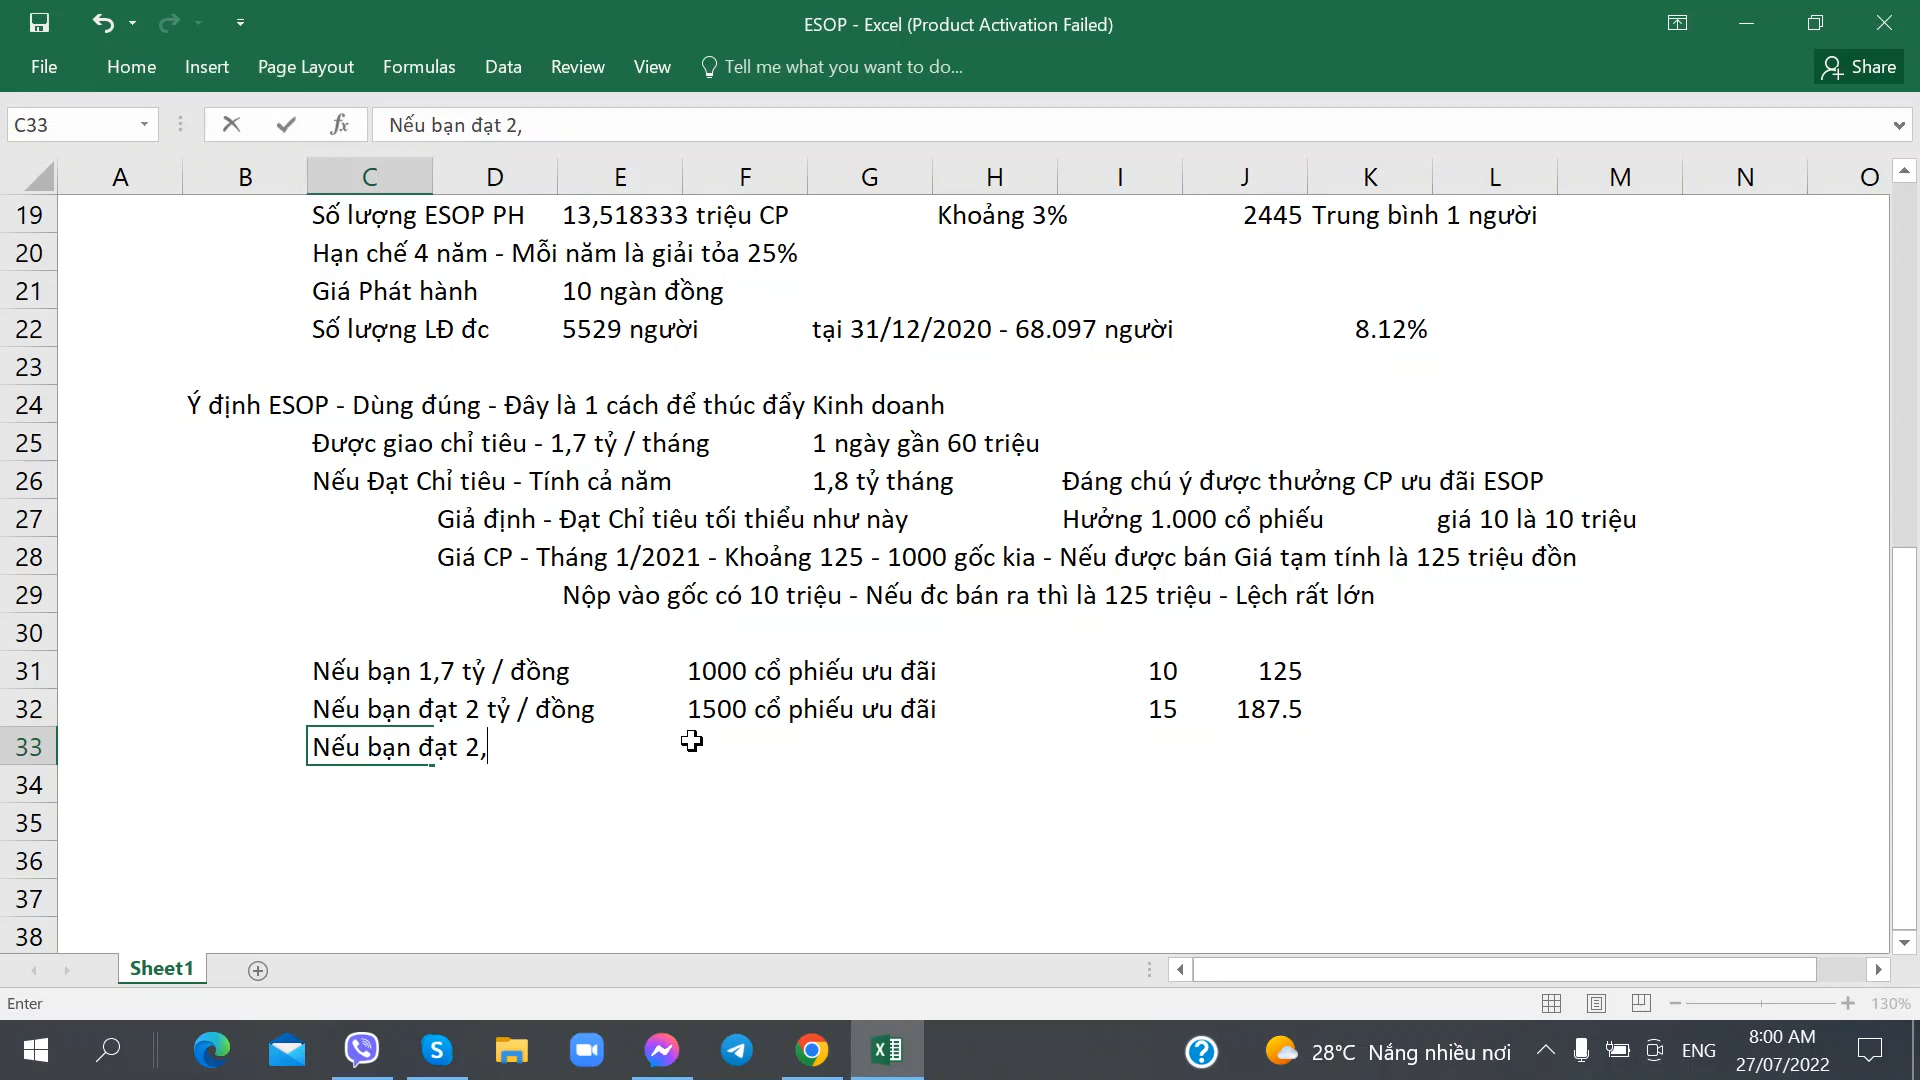 ESOP - Excel (Product Activation Failed)
File Home Insert Page Layout Formulas Data Review View Tell me what you want to do... Share
C33 fx Nếu bạn đạt 2,
A B C D E F G H I J K L M N O
19 Số lượng ESOP PH 13,518333 triệu CP Khoảng 3% 2445 Trung bình 1 người
20 Hạn chế 4 năm - Mỗi năm là giải tỏa 25%
21 Giá Phát hành 10 ngàn đồng
22 Số lượng LĐ đc 5529 người tại 31/12/2020 - 68.097 người 8.12%
23
24 Ý định ESOP - Dùng đúng - Đây là 1 cách để thúc đẩy Kinh doanh
25 Được giao chỉ tiêu - 1,7 tỷ / tháng 1 ngày gần 60 triệu
26 Nếu Đạt Chỉ tiêu - Tính cả năm 1,8 tỷ tháng Đáng chú ý được thưởng CP ưu đãi ESOP
27 Giả định - Đạt Chỉ tiêu tối thiểu như này Hưởng 1.000 cổ phiếu giá 10 là 10 triệu
28 Giá CP - Tháng 1/2021 - Khoảng 125 - 1000 gốc kia - Nếu được bán Giá tạm tính là 125 triệu đồn
29 Nộp vào gốc có 10 triệu - Nếu đc bán ra thì là 125 triệu - Lệch rất lớn
30
31 Nếu bạn 1,7 tỷ / đồng 1000 cổ phiếu ưu đãi 10 125
32 Nếu bạn đạt 2 tỷ / đồng 1500 cổ phiếu ưu đãi 15 187.5
33 Nếu bạn đạt 2,
34
35
36
37
38
Sheet1
Enter 130%
28°C Nắng nhiều nơi ENG 8:00 AM
27/07/2022